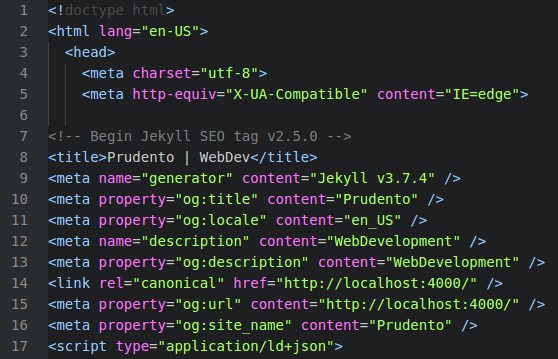 1 <!doctype html>
2 <html lang="en-US">
3 <head>
4 <meta charset="utf-8">
5 <meta http-equiv="X-UA-Compatible" content="IE=edge">
6
7 <!-- Begin Jekyll SEO tag v2.5.0 -->
8 <title>Prudento | WebDev</title>
9 <meta name="generator" content="Jekyll v3.7.4" />
10 <meta property="og:title" content="Prudento" />
11 <meta property="og:locale" content="en_US" />
12 <meta name="description" content="WebDevelopment" />
13 <meta property="og:description" content="WebDevelopment" />
14 <link rel="canonical" href="http://localhost:4000/" />
15 <meta property="og:url" content="http://localhost:4000/" />
16 <meta property="og:site_name" content="Prudento" />
17 <script type="application/ld+json">